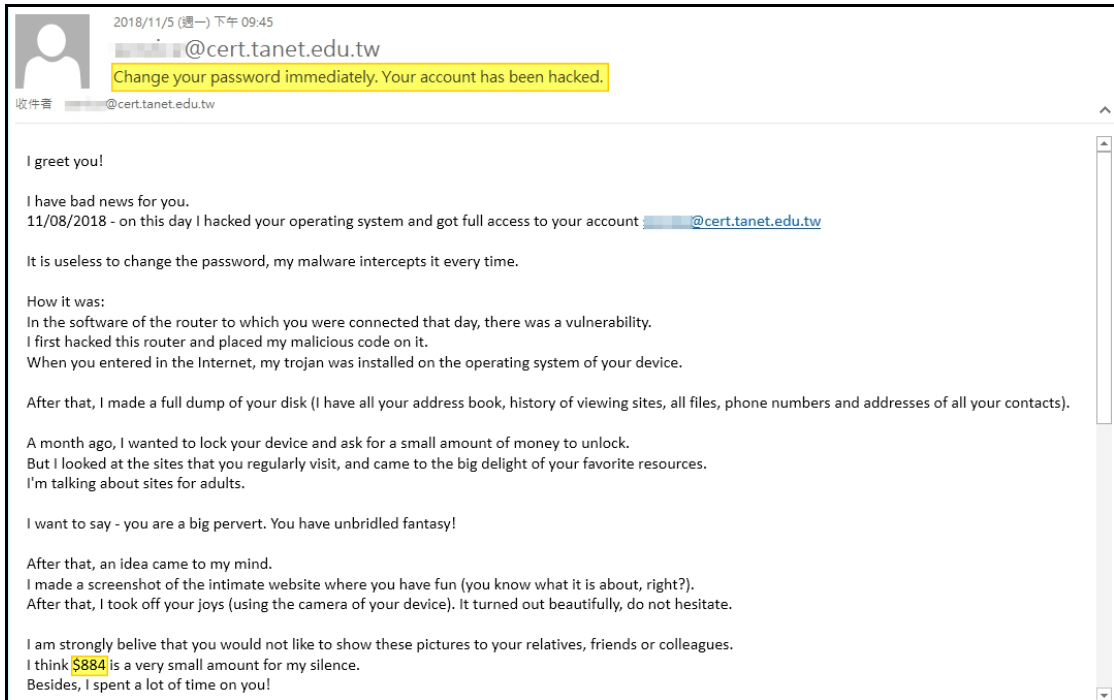 2018/11/5 (週一) 下午 09:45
@cert.tanet.edu.tw
Change your password immediately. Your account has been hacked.
收件者 @cert.tanet.edu.tw
I greet you!
I have bad news for you.
11/08/2018 - on this day I hacked your operating system and got full access to your account @cert.tanet.edu.tw
It is useless to change the password, my malware intercepts it every time.
How it was:
In the software of the router to which you were connected that day, there was a vulnerability.
I first hacked this router and placed my malicious code on it.
When you entered in the Internet, my trojan was installed on the operating system of your device.
After that, I made a full dump of your disk (I have all your address book, history of viewing sites, all files, phone numbers and addresses of all your contacts).
A month ago, I wanted to lock your device and ask for a small amount of money to unlock.
But I looked at the sites that you regularly visit, and came to the big delight of your favorite resources.
I'm talking about sites for adults.
I want to say - you are a big pervert. You have unbridled fantasy!
After that, an idea came to my mind.
I made a screenshot of the intimate website where you have fun (you know what it is about, right?).
After that, I took off your joys (using the camera of your device). It turned out beautifully, do not hesitate.
I am strongly belive that you would not like to show these pictures to your relatives, friends or colleagues.
I think $884 is a very small amount for my silence.
Besides, I spent a lot of time on you!